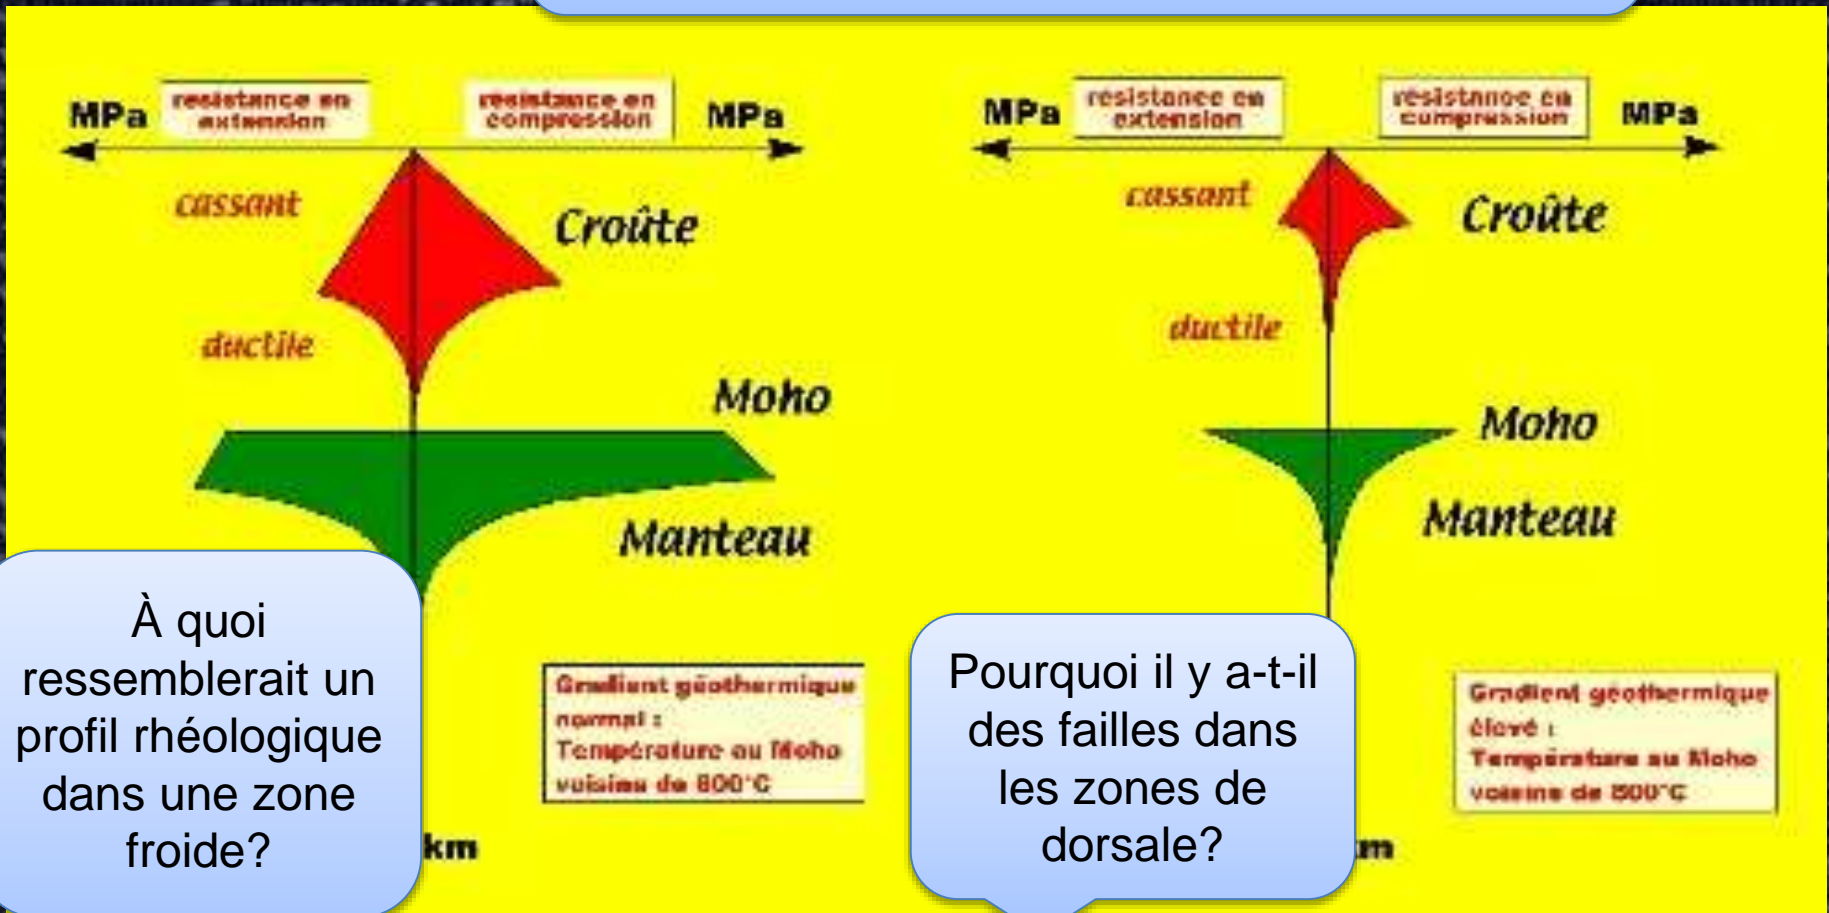 MPa
résistance en
extension
résistance en
compression
MPa
cassant
Croûte
ductile
Moho
Manteau
Gradient géothermique
normal :
Température au Moho
voisine de
km
À quoi
ressemblerait un
profil rhéologique
dans une zone
froide?
MPa
résistance en
extension
résistance en
compression
MPa
cassant
Croûte
ductile
Moho
Manteau
Gradient géothermique
élevé :
Température au Moho
voisine de
Pourquoi il y a-t-il
des failles dans
les zones de
dorsale?